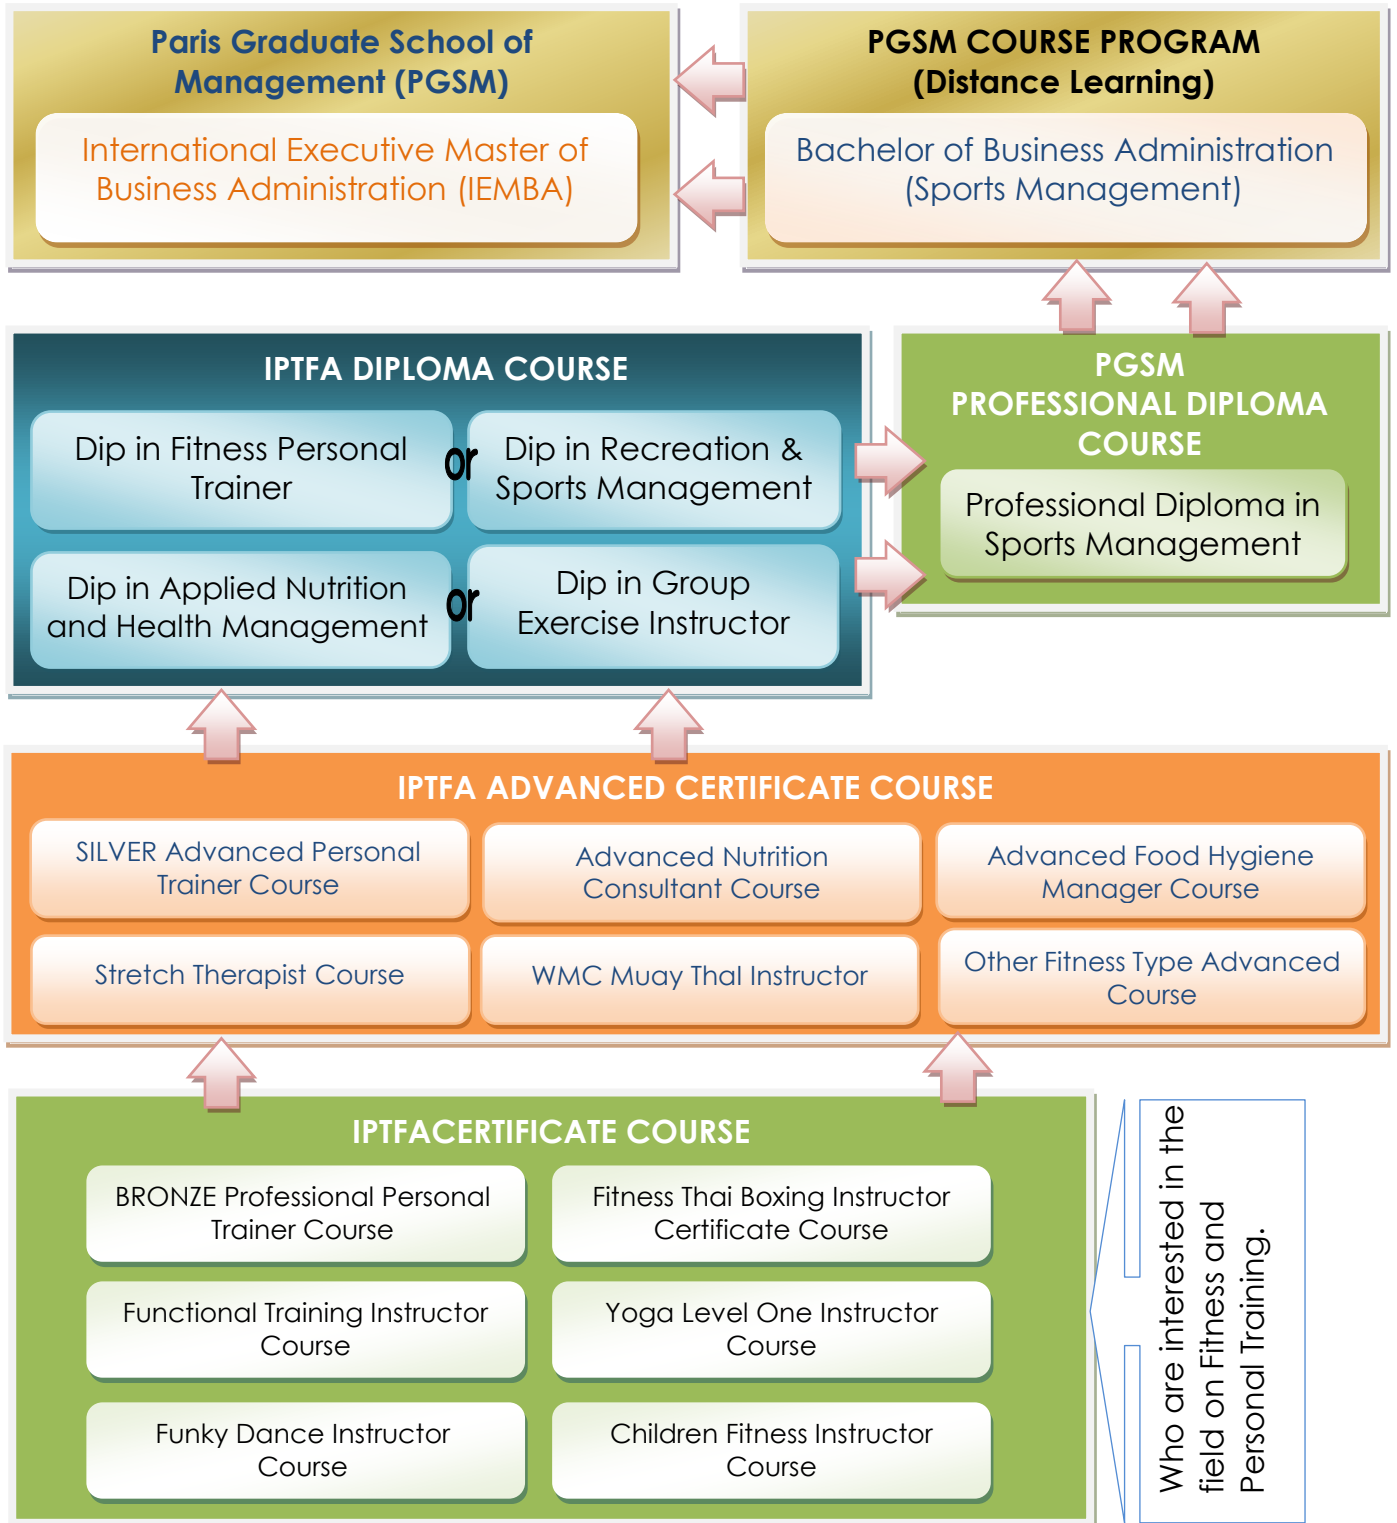 Paris Graduate School of
Management (PGSM)
International Executive Master of
Business Administration (IEMBA)
PGSM COURSE PROGRAM
(Distance Learning)
Bachelor of Business Administration
(Sports Management)
IPTFA DIPLOMA COURSE
Dip in Fitness Personal
Trainer
or
Dip in Recreation &
Sports Management
Dip in Applied Nutrition
and Health Management
or
Dip in Group
Exercise Instructor
PGSM
PROFESSIONAL DIPLOMA
COURSE
Professional Diploma in
Sports Management
IPTFA ADVANCED CERTIFICATE COURSE
SILVER Advanced Personal
Trainer Course
Advanced Nutrition
Consultant Course
Advanced Food Hygiene
Manager Course
Stretch Therapist Course
WMC Muay ThaI Instructor
Other Fitness Type Advanced
Course
IPTFACERTIFICATE COURSE
BRONZE Professional Personal
Trainer Course
Fitness Thai Boxing Instructor
Certificate Course
Functional Training Instructor
Course
Yoga Level One Instructor
Course
Funky Dance Instructor
Course
Children Fitness Instructor
Course
Who are interested in the
field on Fitness and
Personal Training.